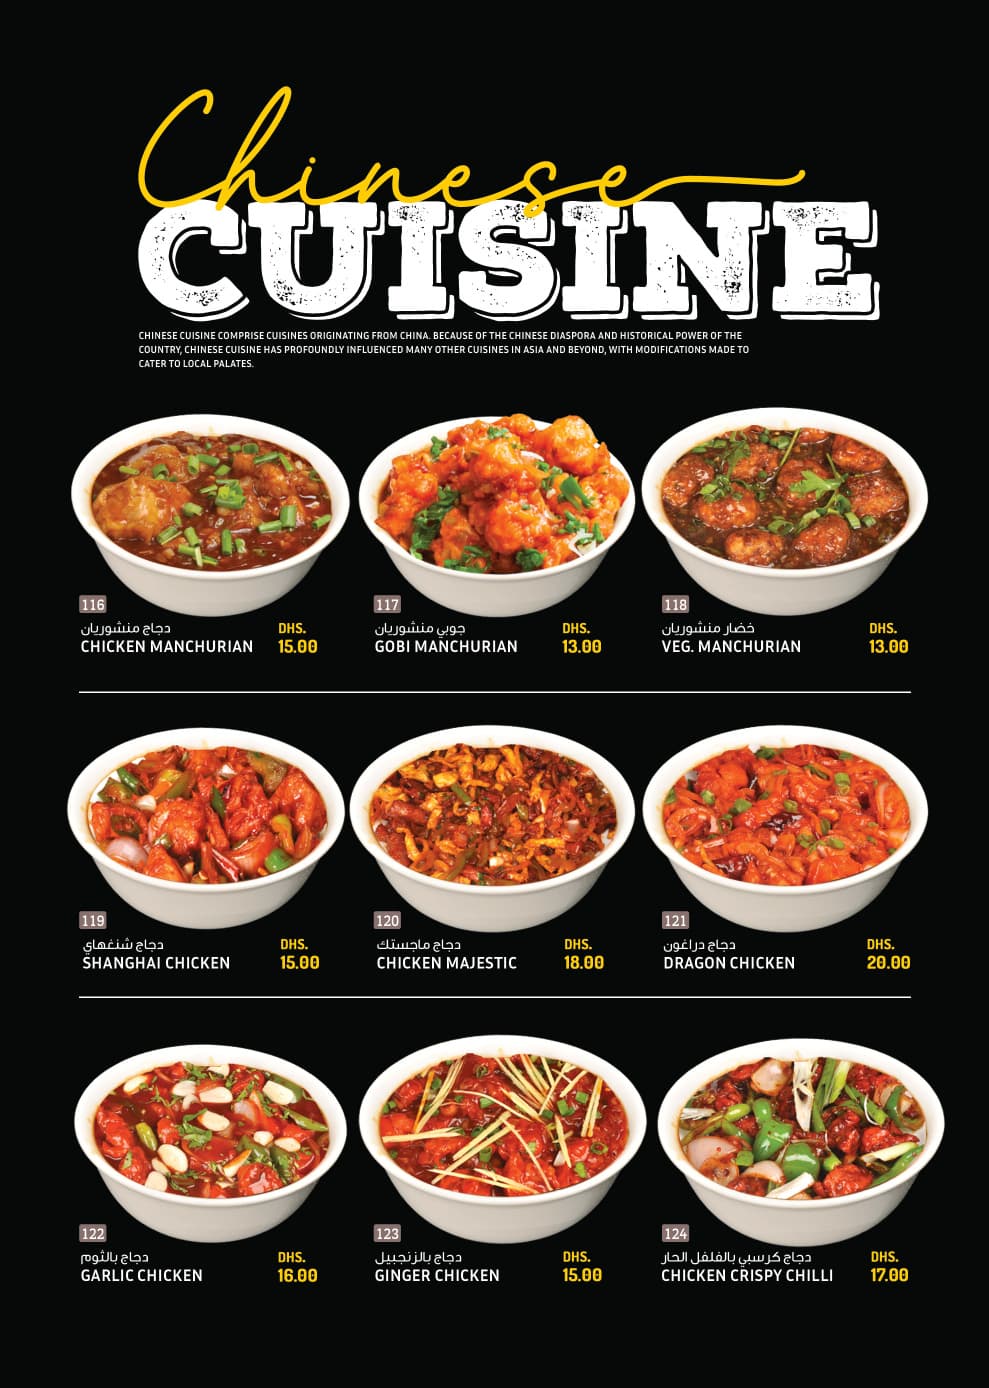 Chinese
CUISINE
CHINESE CUISINE COMPRISE CUISINES ORIGINATING FROM CHINA. BECAUSE OF THE CHINESE DIASPORA AND HISTORICAL POWER OF THE
COUNTRY, CHINESE CUISINE HAS PROFOUNDLY INFLUENCED MANY OTHER CUISINES IN ASIA AND BEYOND, WITH MODIFICATIONS MADE TO
CATER TO LOCAL PALATES.
116
دجاج منشوريان
CHICKEN MANCHURIAN
DHS.
15.00
117
جوبي منشوريان
GOBI MANCHURIAN
DHS.
13.00
118
خضار منشوريان
VEG. MANCHURIAN
DHS.
13.00
119
دجاج شنغهاي
SHANGHAI CHICKEN
DHS.
15.00
120
دجاج ماجستك
CHICKEN MAJESTIC
DHS.
18.00
121
دجاج دراغون
DRAGON CHICKEN
DHS.
20.00
122
دجاج بالثوم
GARLIC CHICKEN
DHS.
16.00
123
دجاج بالزنجبيل
GINGER CHICKEN
DHS.
15.00
124
دجاج كرسبي بالفلفل الحار
CHICKEN CRISPY CHILLI
DHS.
17.00